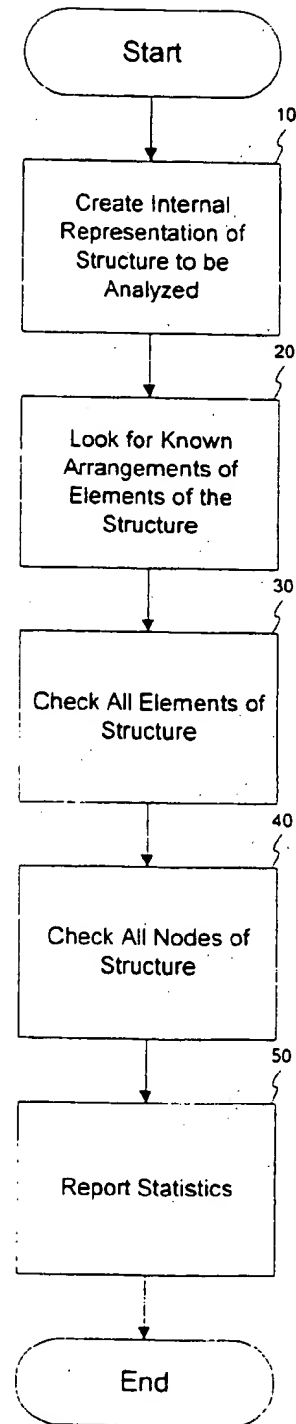 Start
10
Create Internal
Representation of
Structure to be
Analyzed
20
Look for Known
Arrangements of
Elements of the
Structure
30
Check All Elements of
Structure
40
Check All Nodes of
Structure
50
Report Statistics
End